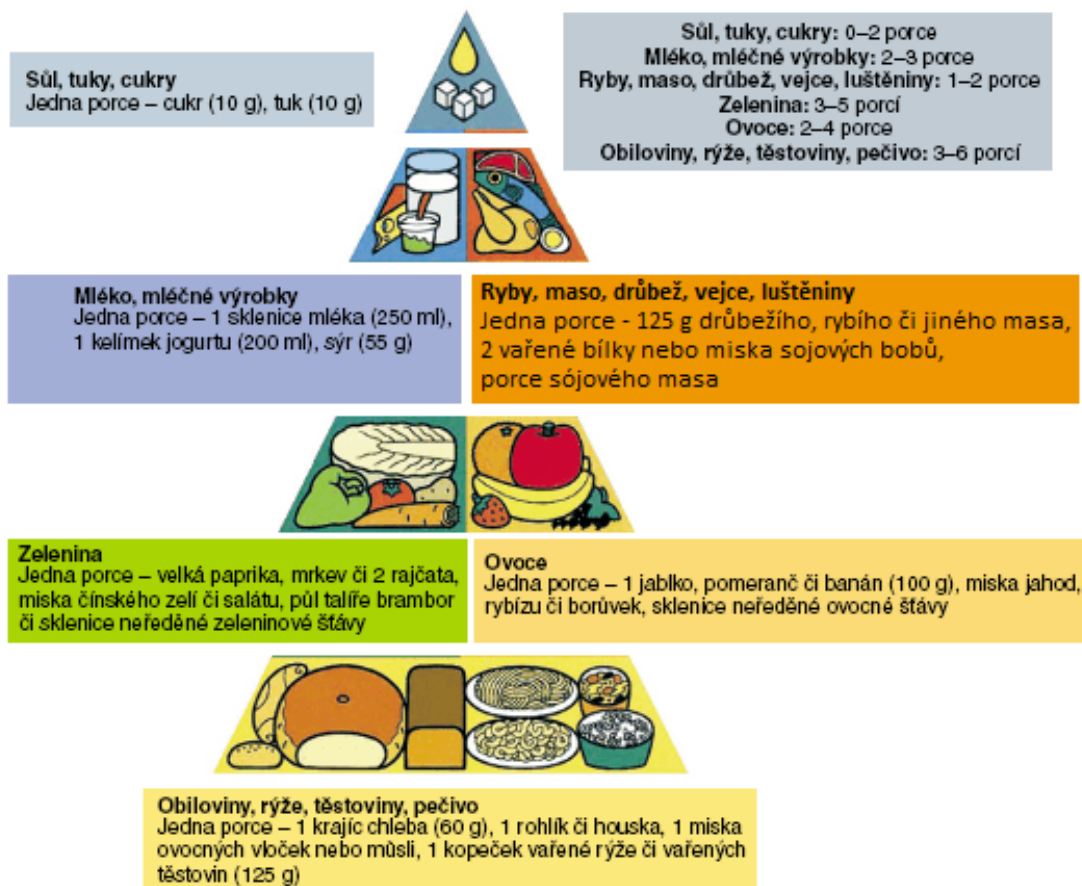 Sůl, tuky, cukry
Jedna porce – cukr (10 g), tuk (10 g)
Sůl, tuky, cukry: 0–2 porce
Mléko, mléčné výrobky: 2–3 porce
Ryby, maso, drůbež, vejce, luštěniny: 1–2 porce
Zelenina: 3–5 porcí
Ovoce: 2–4 porce
Obiloviny, rýže, těstoviny, pečivo: 3–6 porcí
Mléko, mléčné výrobky
Jedna porce – 1 sklenice mléka (250 ml),
1 kelímek jogurtu (200 ml), sýr (55 g)
Ryby, maso, drůbež, vejce, luštěniny
Jedna porce - 125 g drůbežího, rybího či jiného masa,
2 vařené bílky nebo miska sojových bobů,
porce sójového masa
Zelenina
Jedna porce – velká paprika, mrkev či 2 rajčata,
miska čínského zelí či salátu, půl talíře brambor
či sklenice neředěné zeleninové šťávy
Ovoce
Jedna porce – 1 jablko, pomeranč či banán (100 g), miska jahod,
rybízu či borůvek, sklenice neředěné ovocné šťávy
Obiloviny, rýže, těstoviny, pečivo
Jedna porce – 1 krajíc chleba (60 g), 1 rohlík či houska, 1 miska
ovocných vloček nebo müsli, 1 kopeček vařené rýže či vařených
těstovin (125 g)